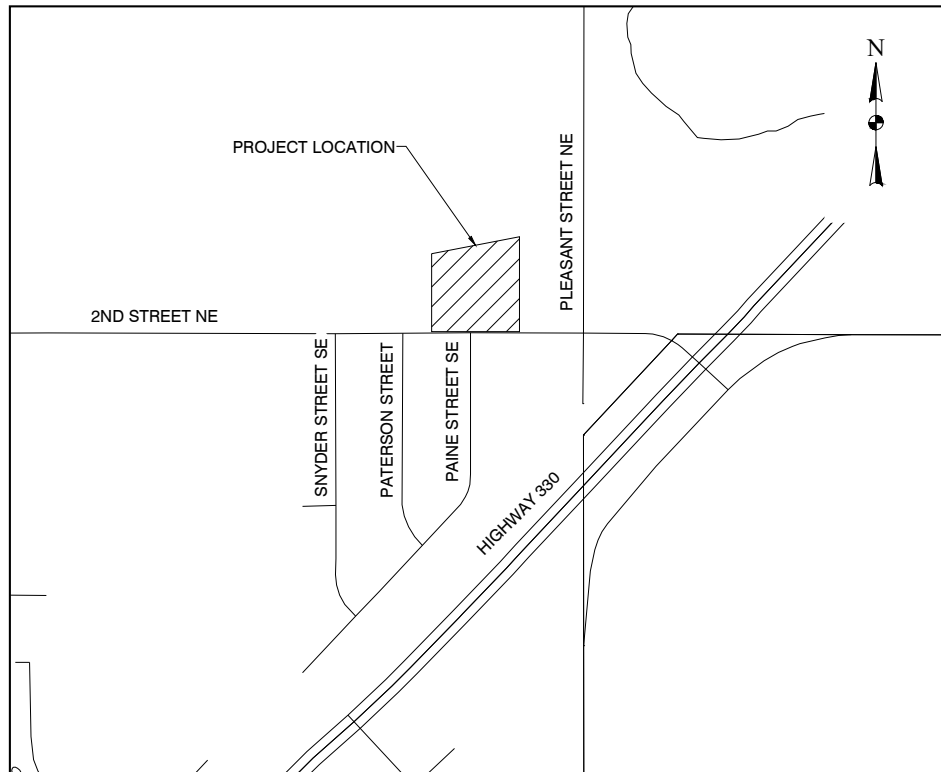 N
PROJECT LOCATION
PLEASANT STREET NE
2ND STREET NE
SNYDER STREET SE
PATERSON STREET
PAINE STREET SE
HIGHWAY 330